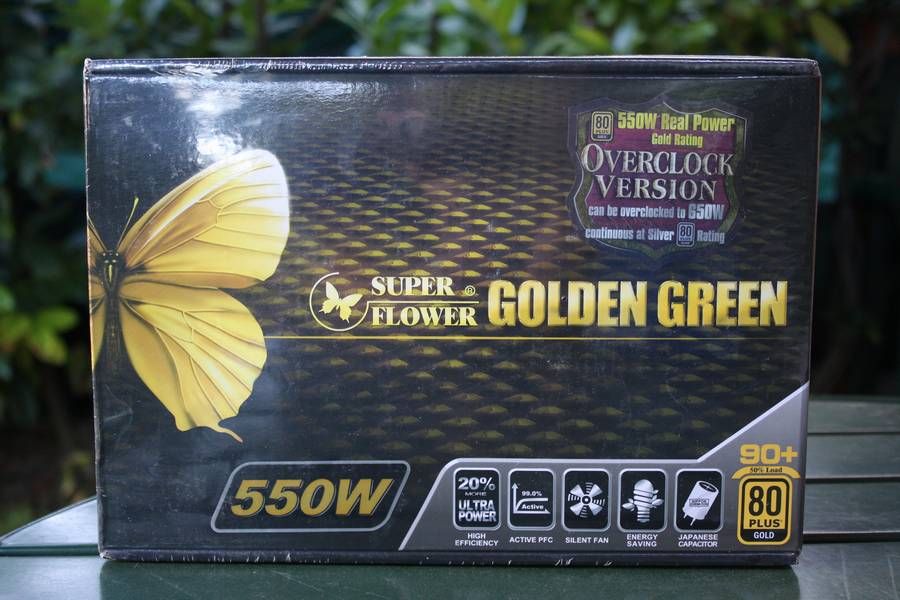 80
PLUS
550W Real Power
Gold Rating
OVERCLOCK
VERSION
can be overclocked to 650W
continuous at Silver 80 PLUS Rating
SUPER ®
FLOWER
GOLDEN GREEN
550W
20%
MORE
ULTRA
POWER
HIGH
EFFICIENCY
99.0%
Active
ACTIVE PFC
SILENT FAN
ENERGY
SAVING
JAPANESE
CAPACITOR
90+
50% Load
80
PLUS
GOLD